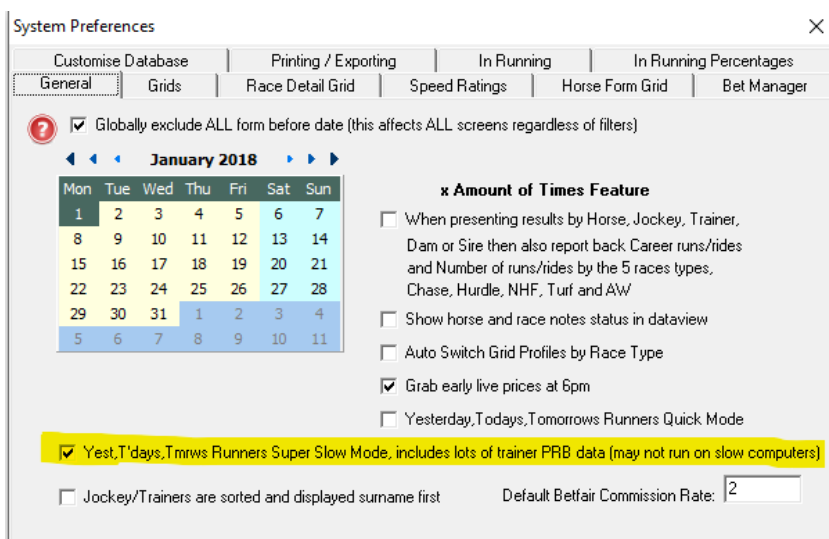 System Preferences
Customise Database Printing / Exporting In Running In Running Percentages
General Grids Race Detail Grid Speed Ratings Horse Form Grid Bet Manager
Globally exclude ALL form before date (this affects ALL screens regardless of filters)
January 2018
Mon Tue Wed Thu Fri Sat Sun
1 2 3 4 5 6 7
8 9 10 11 12 13 14
15 16 17 18 19 20 21
22 23 24 25 26 27 28
29 30 31 1 2 3 4
5 6 7 8 9 10 11
x Amount of Times Feature
When presenting results by Horse, Jockey, Trainer,
Dam or Sire then also report back Career runs/rides
and Number of runs/rides by the 5 races types,
Chase, Hurdle, NHF, Turf and AW
Show horse and race notes status in dataview
Auto Switch Grid Profiles by Race Type
Grab early live prices at 6pm
Yesterday,Todays,Tomorrows Runners Quick Mode
Yest,T'days,Tmrws Runners Super Slow Mode, includes lots of trainer PRB data (may not run on slow computers)
Jockey/Trainers are sorted and displayed surname first
Default Betfair Commission Rate: 2